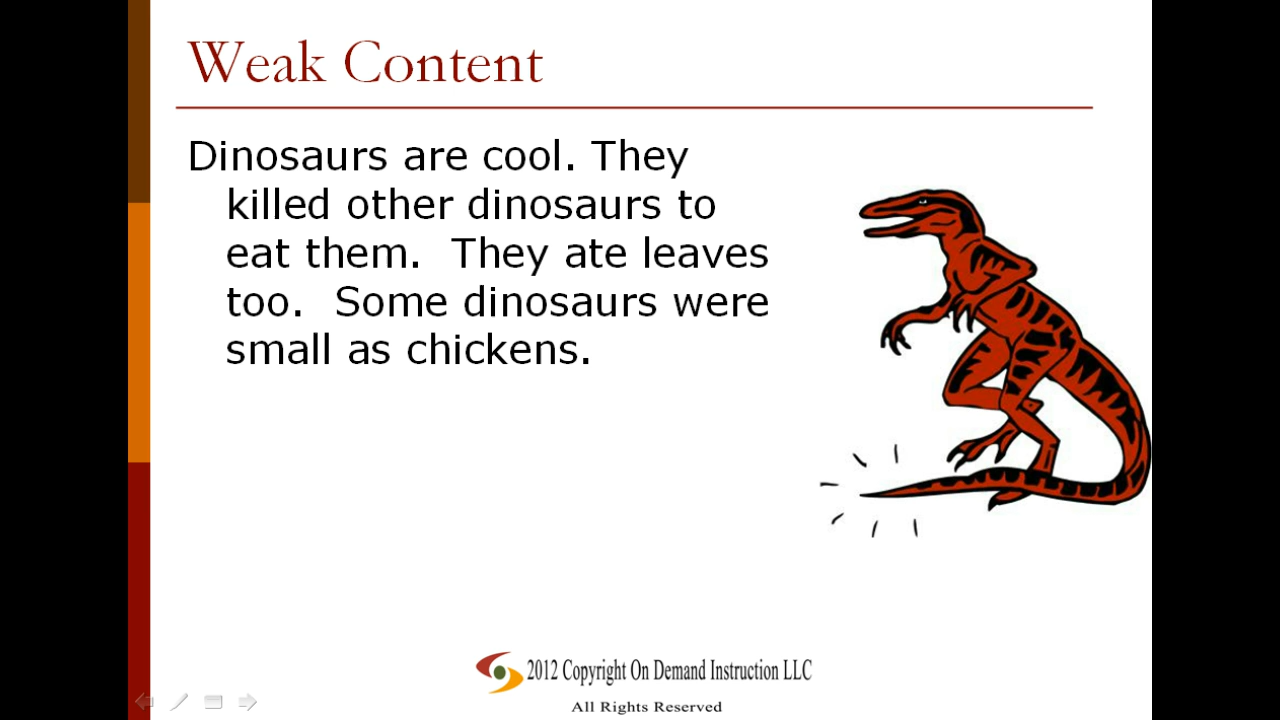 Weak Content
Dinosaurs are cool. They
killed other dinosaurs to
eat them.  They ate leaves
too.  Some dinosaurs were
small as chickens.
2012 Copyright On Demand Instruction LLC
All Rights Reserved